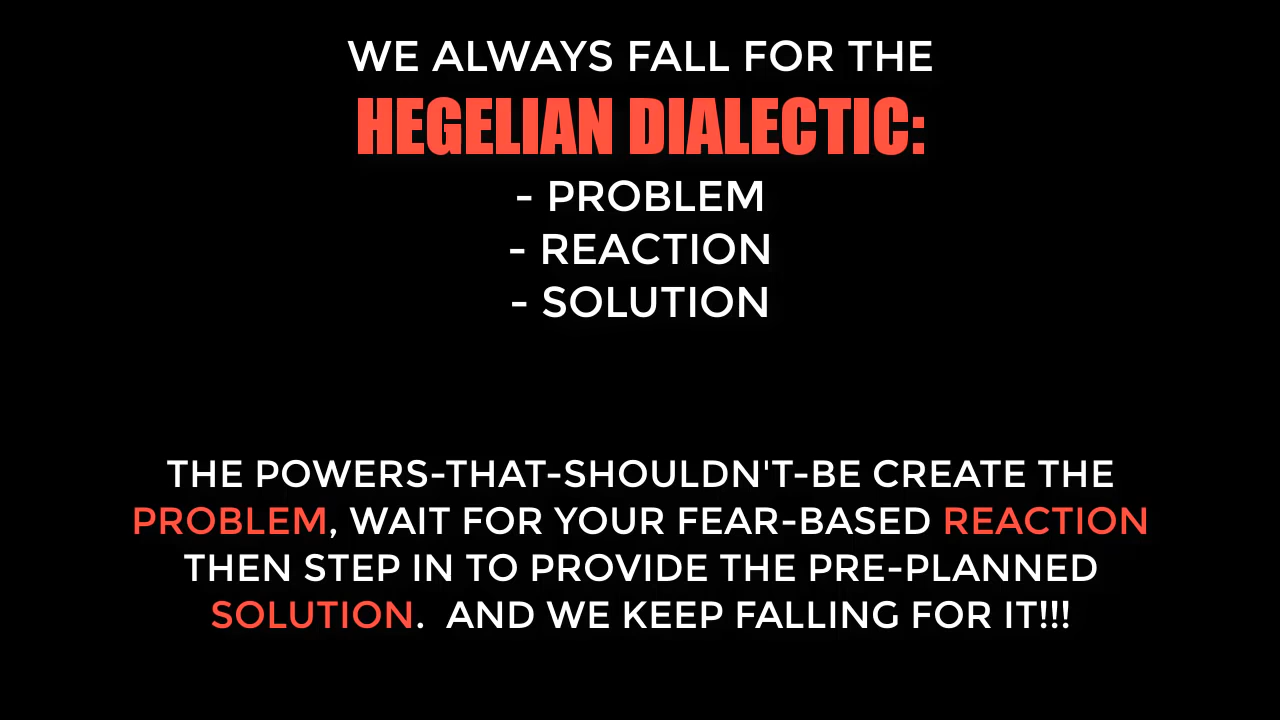 WE ALWAYS FALL FOR THE
HEGELIAN DIALECTIC:
- PROBLEM
- REACTION
- SOLUTION
THE POWERS-THAT-SHOULDN'T-BE CREATE THE
PROBLEM, WAIT FOR YOUR FEAR-BASED REACTION
THEN STEP IN TO PROVIDE THE PRE-PLANNED
SOLUTION.  AND WE KEEP FALLING FOR IT!!!